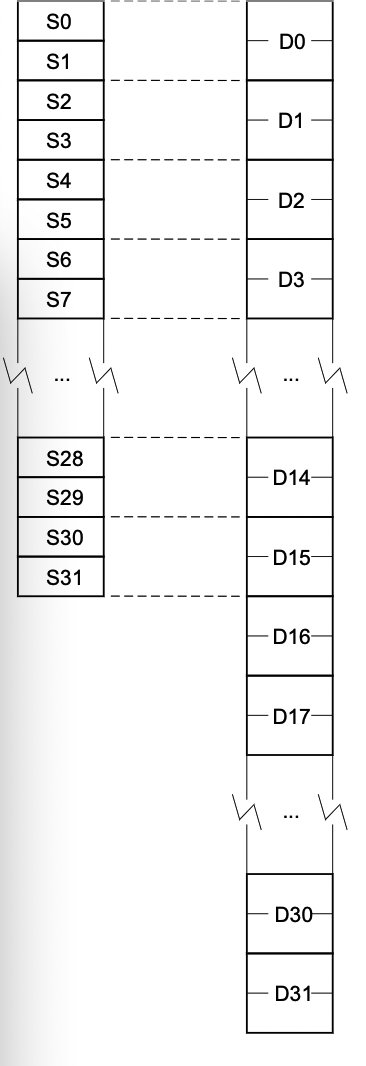 S0
S1
S2
S3
S4
S5
S6
S7
...
S28
S29
S30
S31
D0
D1
D2
D3
...
D14
D15
D16
D17
...
D30
D31